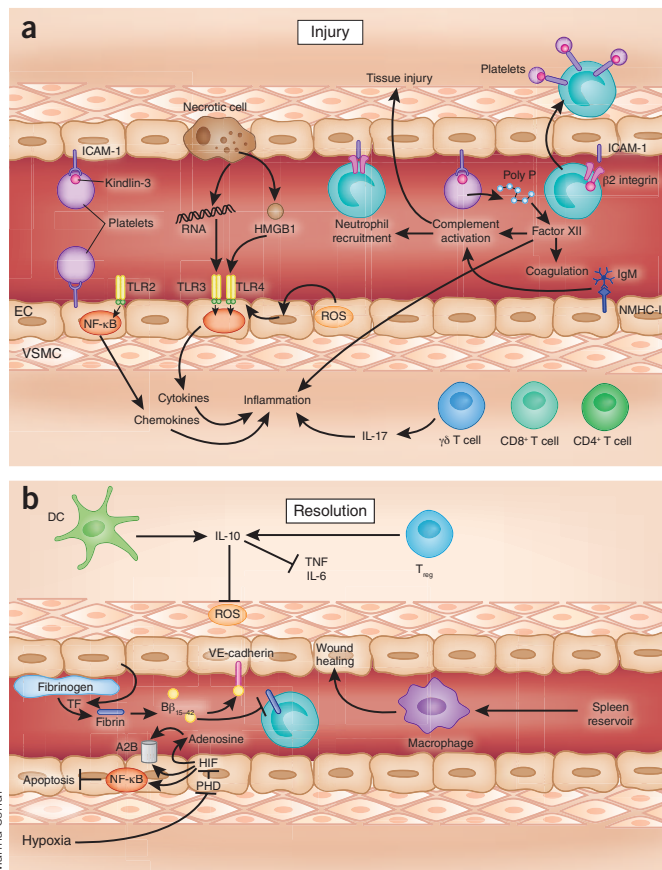 a
Injury
Tissue injury
Platelets
Necrotic cell
ICAM-1
ICAM-1
Kindlin-3
Poly P
β2 integrin
Platelets
RNA
HMGB1
Neutrophil
recruitment
Complement
activation
Factor XII
Coagulation
IgM
TLR2
TLR3
TLR4
EC
NF-κB
ROS
NMHC-I
VSMC
Cytokines
Chemokines
Inflammation
IL-17
γδ T cell
CD8+ T cell
CD4+ T cell
b
Resolution
DC
IL-10
TNF
IL-6
Treg
ROS
VE-cadherin
Wound
healing
Fibrinogen
TF
Fibrin
Bβ15–42
Spleen
reservoir
Macrophage
A2B
Adenosine
HIF
Apoptosis
NF-κB
PHD
Hypoxia